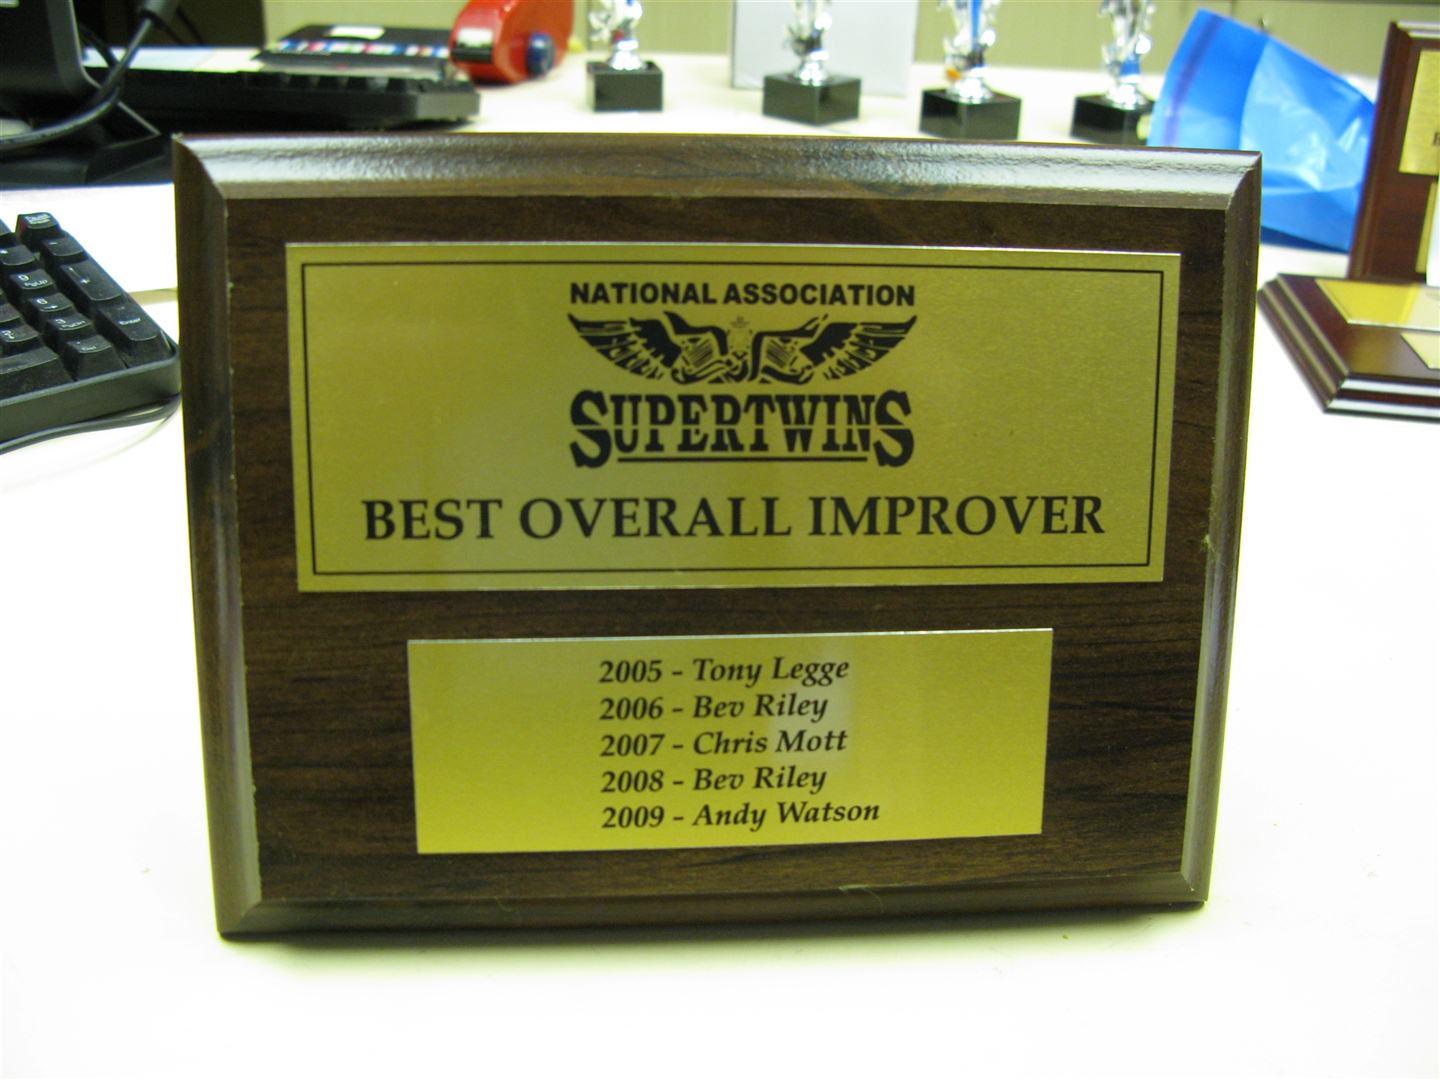 NATIONAL ASSOCIATION
SUPERTWINS
BEST OVERALL IMPROVER
2005 - Tony Legge
2006 - Bev Riley
2007 - Chris Mott
2008 - Bev Riley
2009 - Andy Watson